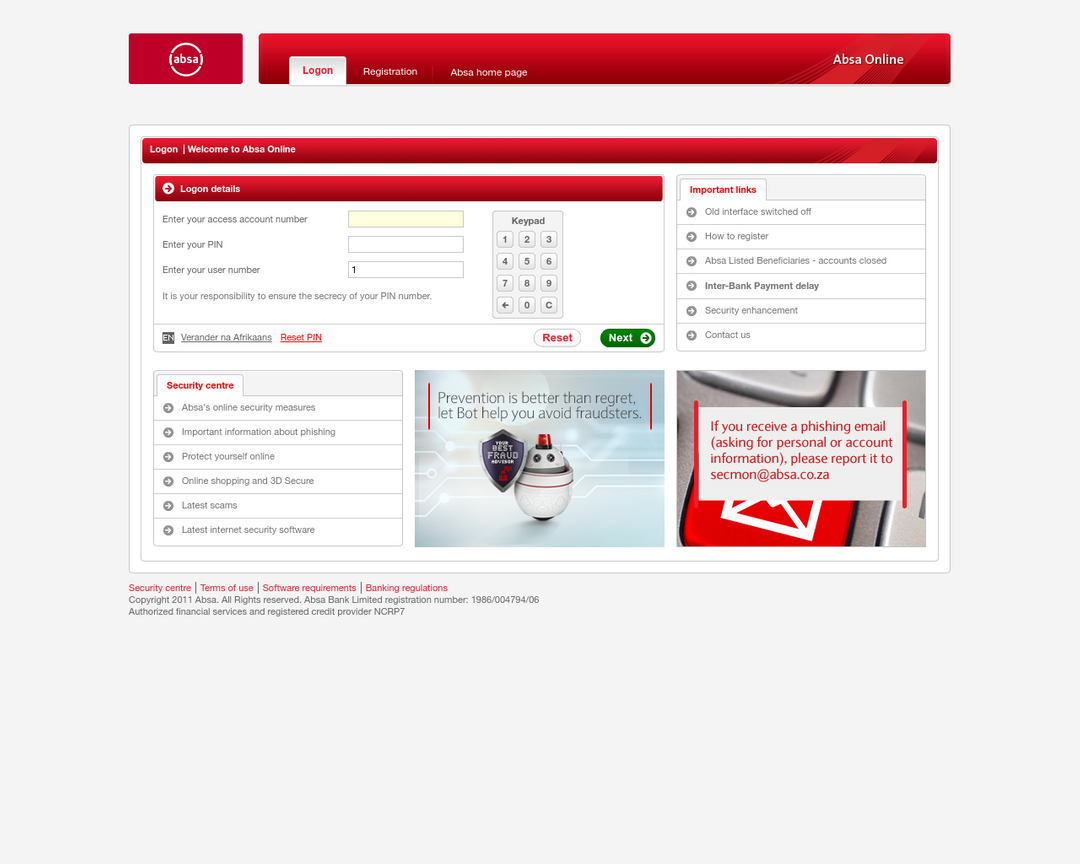 absa
Logon
Registration
Absa home page
Absa Online
Logon | Welcome to Absa Online
Logon details
Enter your access account number
Enter your PIN
Enter your user number
1
It is your responsibility to ensure the secrecy of your PIN number.
Keypad
1 2 3
4 5 6
7 8 9
0 C
EN Verander na Afrikaans Reset PIN
Reset
Next
Important links
Old interface switched off
How to register
Absa Listed Beneficiaries - accounts closed
Inter-Bank Payment delay
Security enhancement
Contact us
Security centre
Absa's online security measures
Important information about phishing
Protect yourself online
Online shopping and 3D Secure
Latest scams
Latest internet security software
Prevention is better than regret,
let Bot help you avoid fraudsters.
YOUR
BEST
FRAUD
ADVISOR
If you receive a phishing email
(asking for personal or account
information), please report it to
secmon@absa.co.za
Security centre | Terms of use | Software requirements | Banking regulations
Copyright 2011 Absa. All Rights reserved. Absa Bank Limited registration number: 1986/004794/06
Authorized financial services and registered credit provider NCRP7